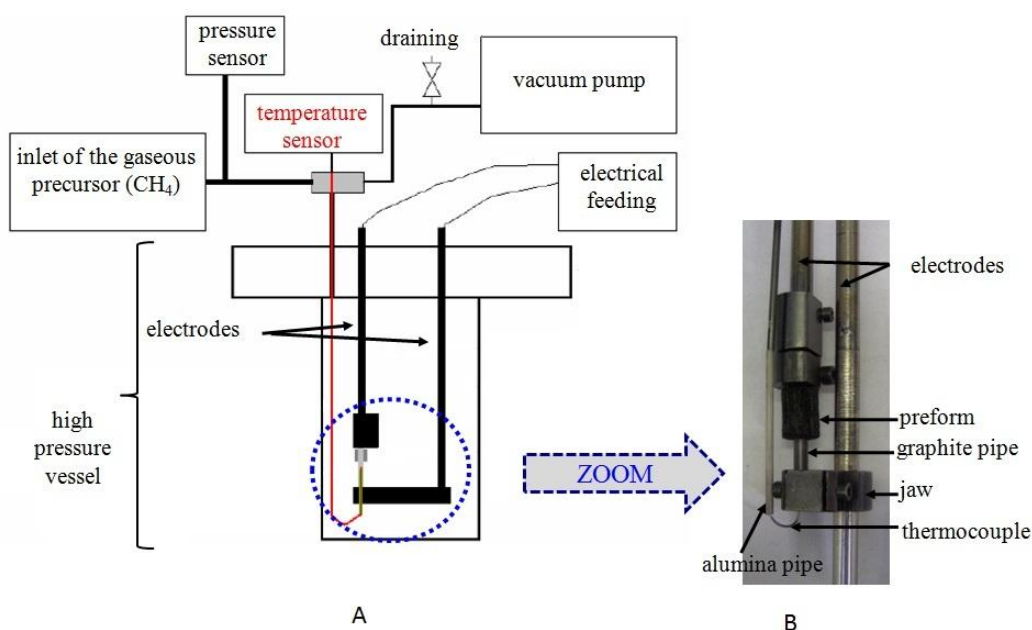 pressure
sensor
draining
vacuum pump
temperature
sensor
inlet of the gaseous
precursor (CH₄)
electrical
feeding
electrodes
electrodes
high
pressure
vessel
preform
graphite pipe
ZOOM
jaw
thermocouple
alumina pipe
A
B